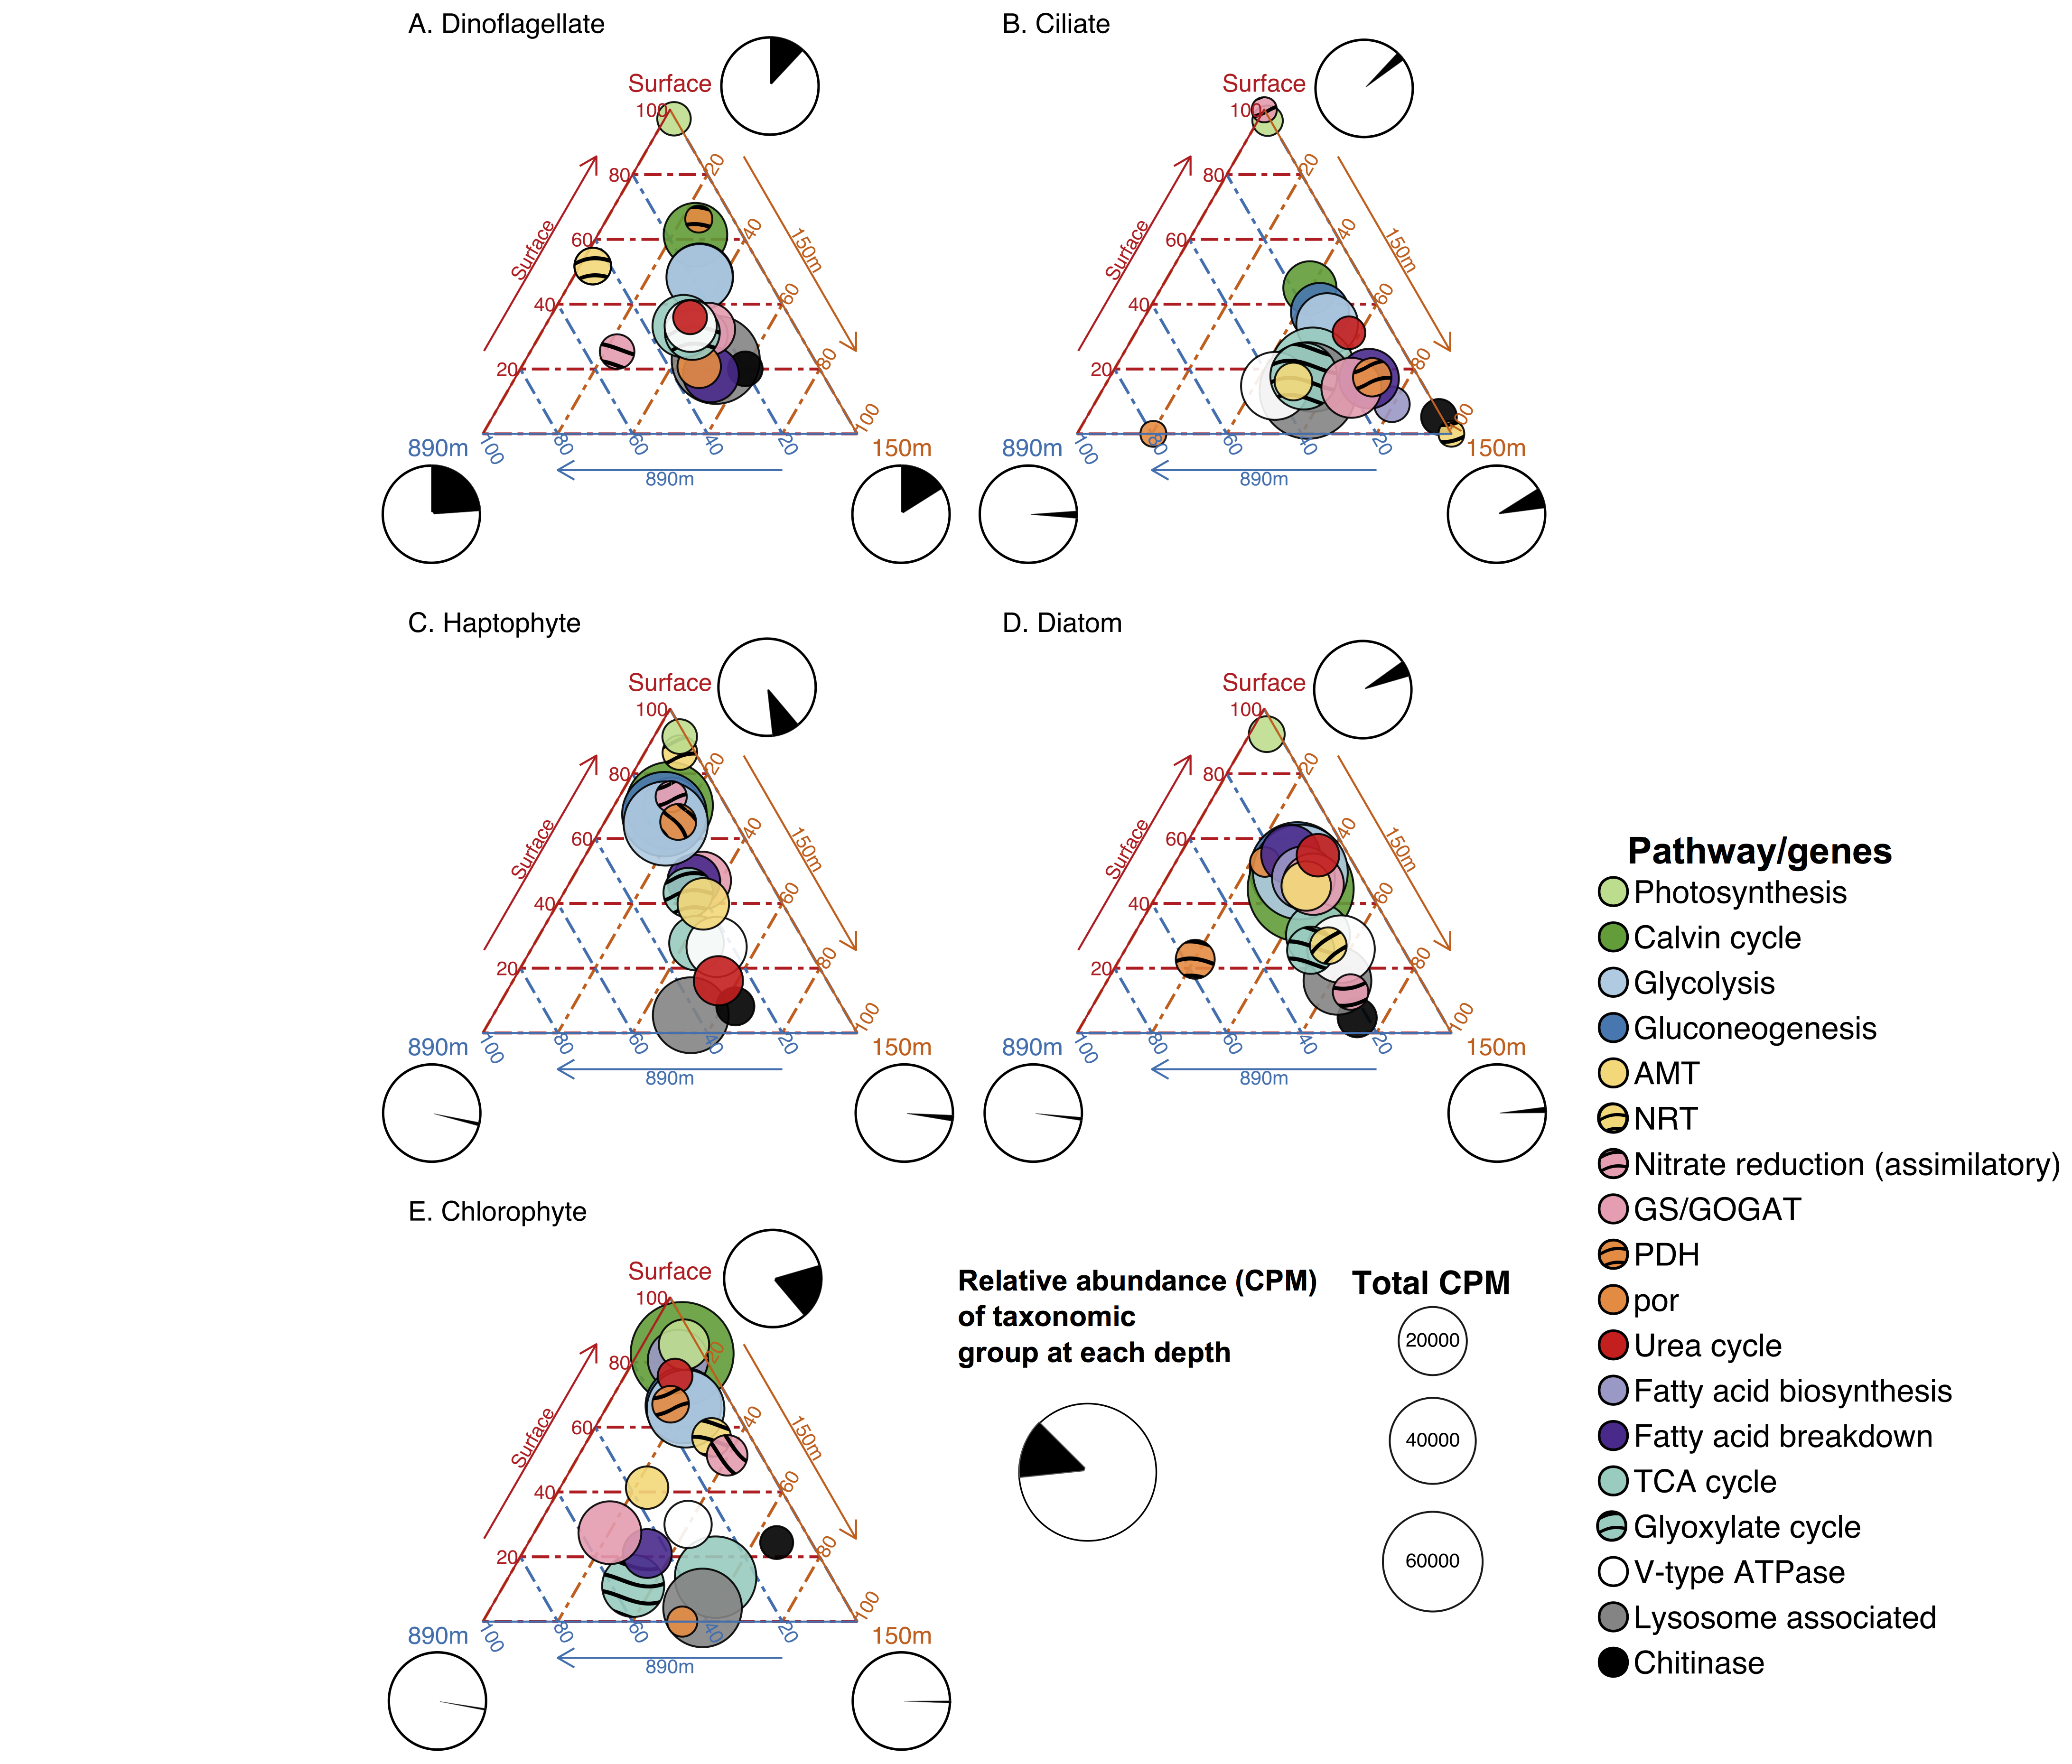 A. Dinoflagellate
B. Ciliate
Surface
100
80
60
40
20
Surface
20
40
60
80
100
150m
890m
100
80
60
40
20
150m
890m
Surface
100
80
60
40
20
Surface
20
40
60
80
100
150m
890m
100
80
60
40
20
150m
890m
C. Haptophyte
D. Diatom
Surface
100
80
60
40
20
Surface
20
40
60
80
100
150m
890m
100
80
60
40
20
150m
890m
Surface
100
80
60
40
20
Surface
20
40
60
80
100
150m
890m
100
80
60
40
20
150m
890m
E. Chlorophyte
Surface
100
80
60
40
20
Surface
20
40
60
80
100
150m
890m
100
80
60
40
20
150m
890m
Relative abundance (CPM)
of taxonomic
group at each depth
Total CPM
20000
40000
60000
Pathway/genes
Photosynthesis
Calvin cycle
Glycolysis
Gluconeogenesis
AMT
NRT
Nitrate reduction (assimilatory)
GS/GOGAT
PDH
por
Urea cycle
Fatty acid biosynthesis
Fatty acid breakdown
TCA cycle
Glyoxylate cycle
V-type ATPase
Lysosome associated
Chitinase